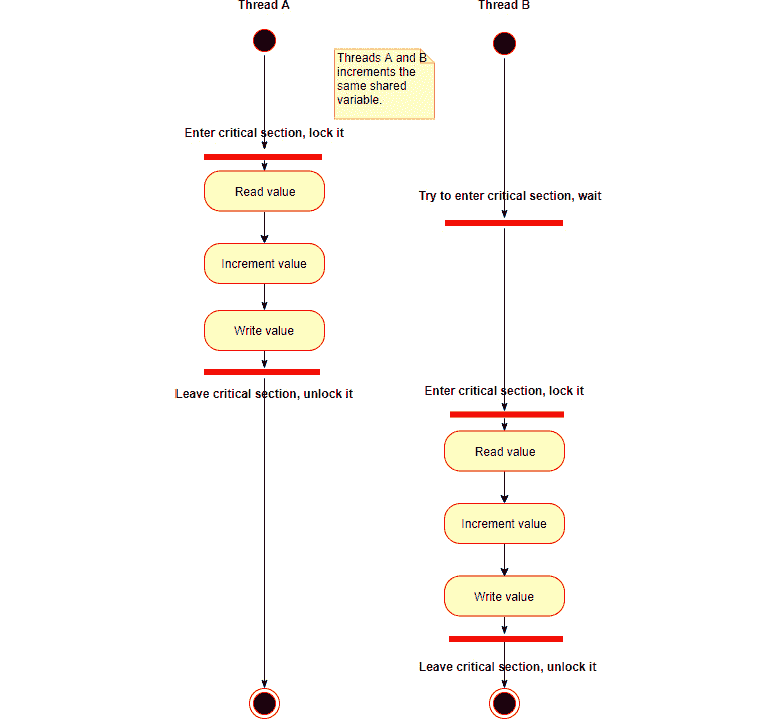 Thread A
Thread B
Threads A and B
increments the
same shared
variable.
Enter critical section, lock it
Read value
Try to enter critical section, wait
Increment value
Write value
Leave critical section, unlock it
Enter critical section, lock it
Read value
Increment value
Write value
Leave critical section, unlock it